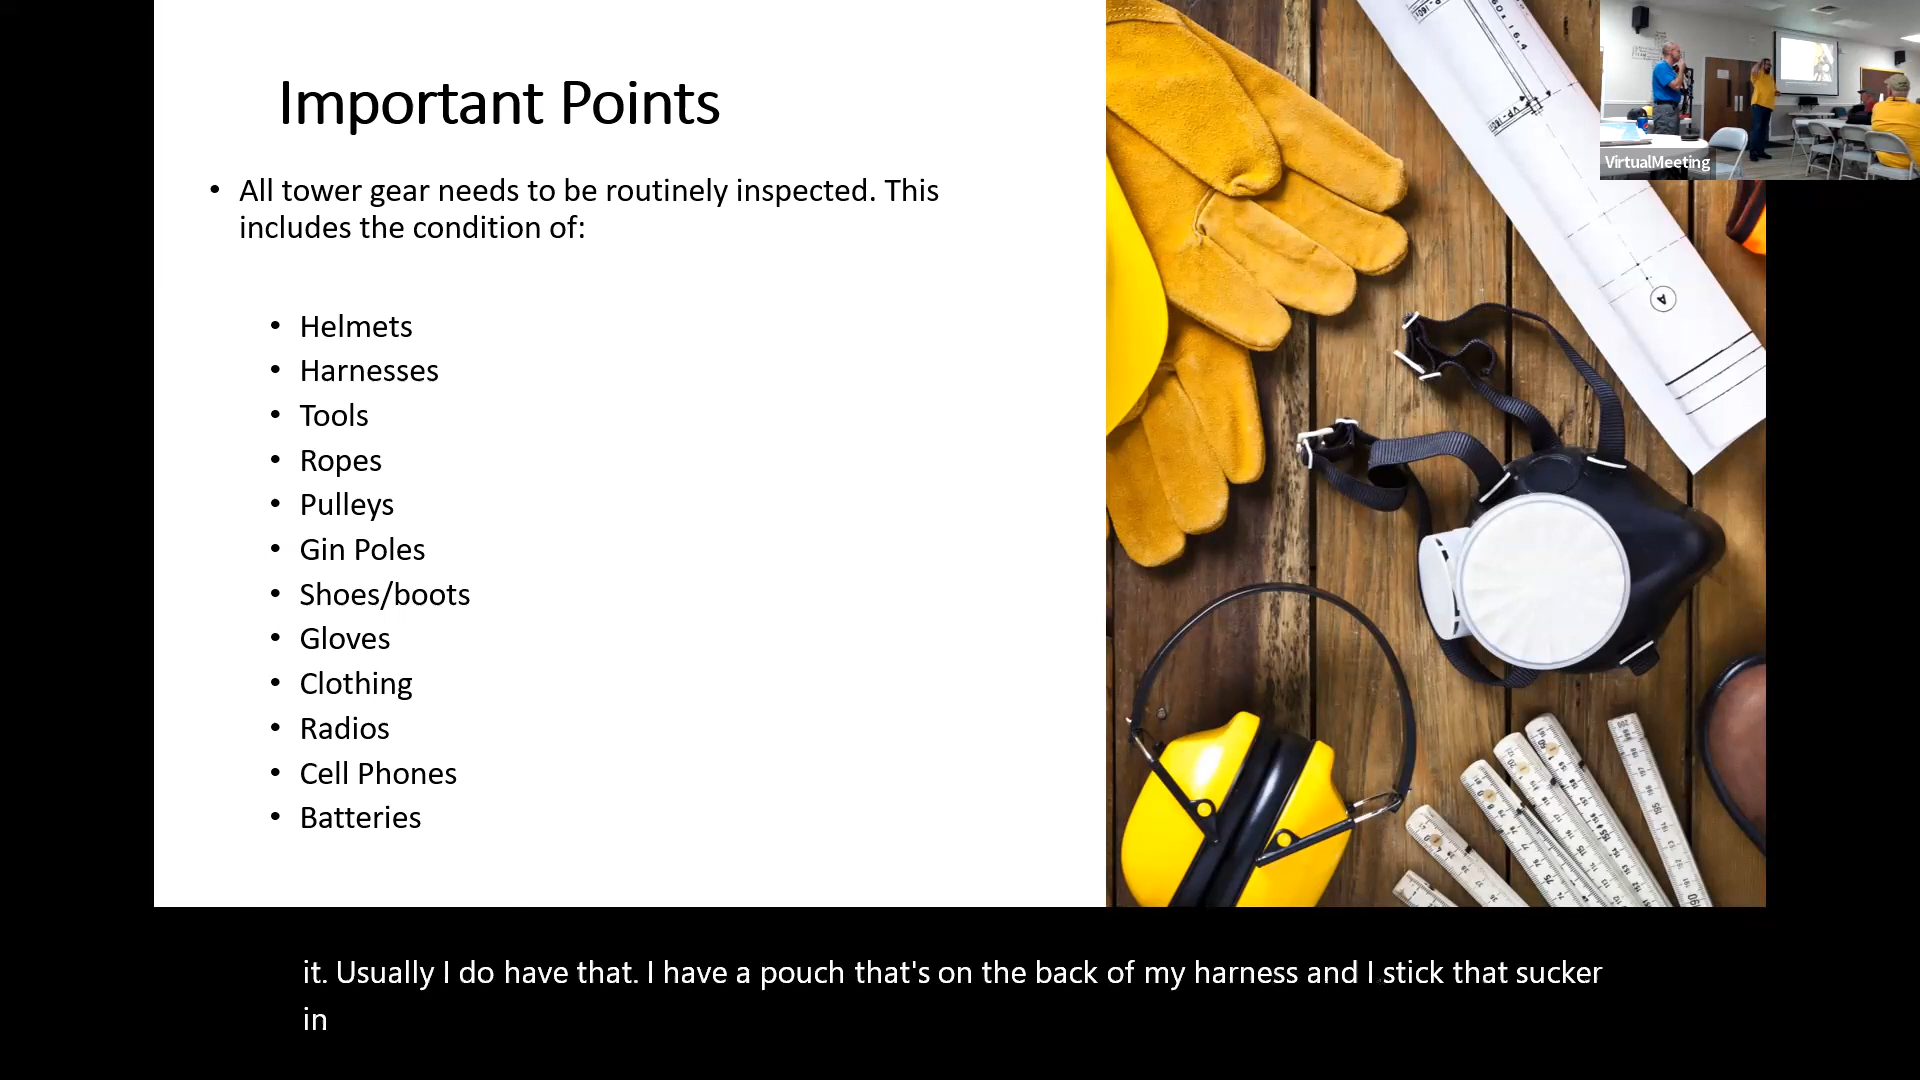 Important Points
• All tower gear needs to be routinely inspected. This
includes the condition of:
• Helmets
• Harnesses
• Tools
• Ropes
• Pulleys
• Gin Poles
• Shoes/boots
• Gloves
• Clothing
• Radios
• Cell Phones
• Batteries
VirtualMeeting
A
it. Usually I do have that. I have a pouch that's on the back of my harness and I stick that sucker
in